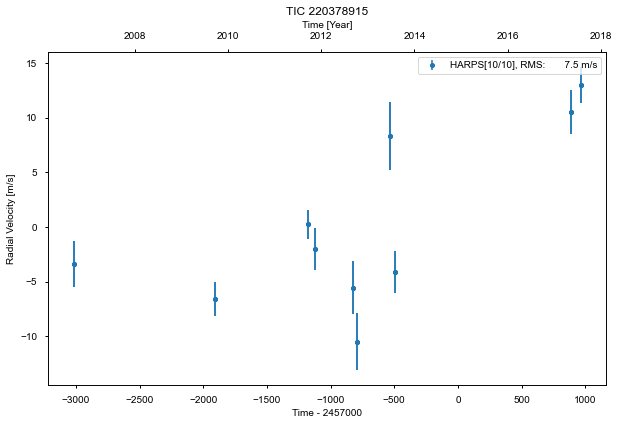 TIC 220378915
Time [Year]
2008 2010 2012 2014 2016 2018
HARPS[10/10], RMS: 7.5 m/s
15
10
5
0
−5
−10
Radial Velocity [m/s]
−3000 −2500 −2000 −1500 −1000 −500 0 500 1000
Time - 2457000